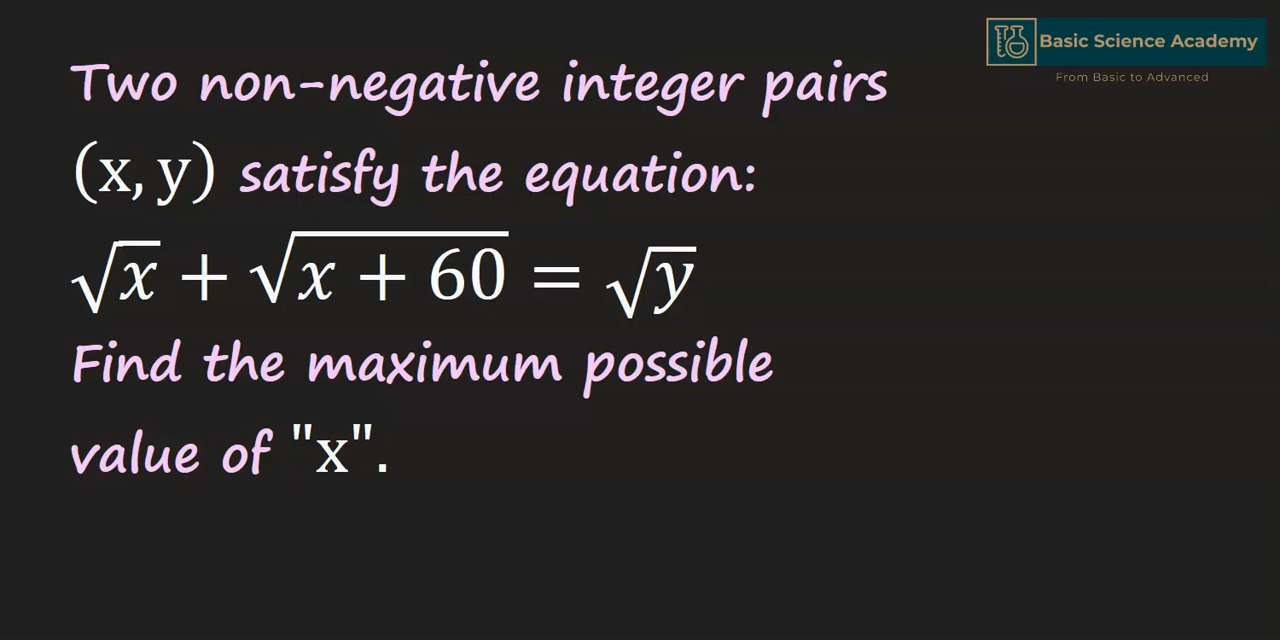 Basic Science Academy
From Basic to Advanced
Two non-negative integer pairs
(x, y) satisfy the equation:
√x + √(x + 60) = √y
Find the maximum possible
value of "x".